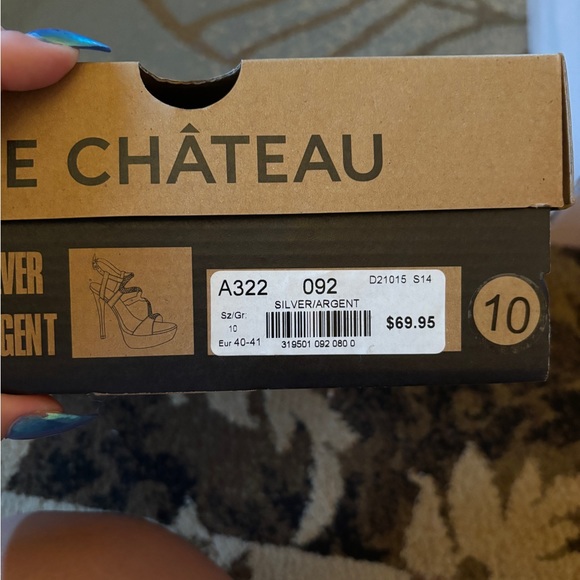 E CHÂTEAU
VER
GENT
A322 092 D21015 S14
SILVER/ARGENT
Sz/Gr:
10
Eur 40-41
319501 092 080 0
$69.95
10